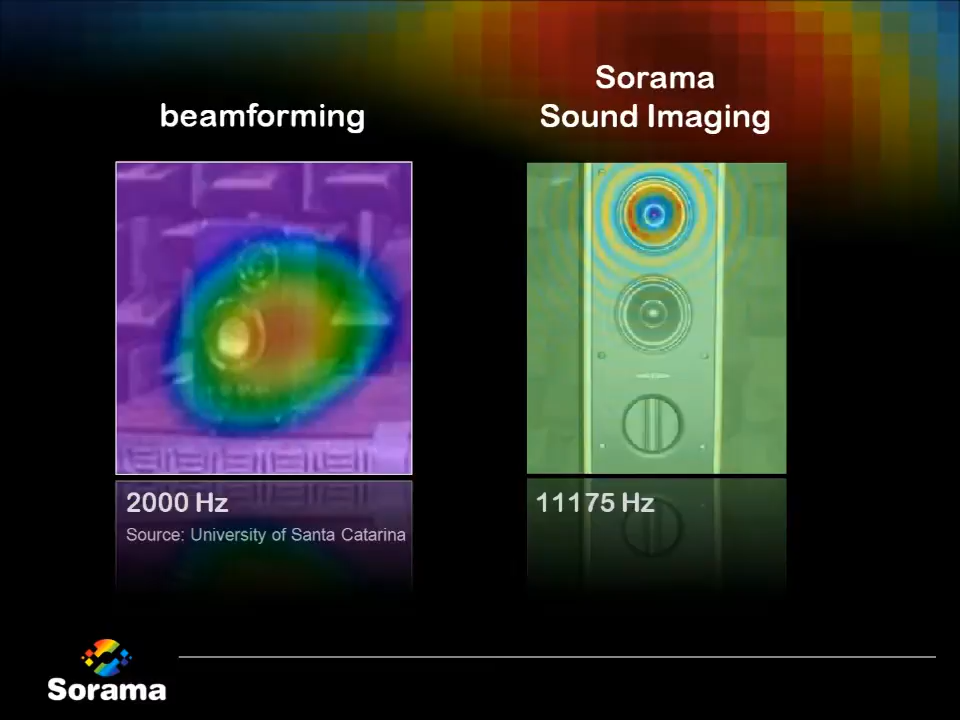 beamforming
Sorama
Sound Imaging
2000 Hz
Source: University of Santa Catarina
11175 Hz
Sorama